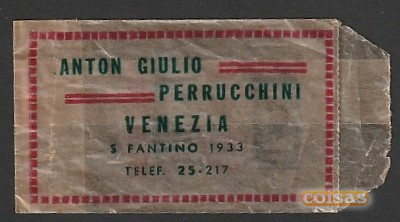 ANTON GIULIO
PERRUCCHINI
VENEZIA
S FANTINO 1933
TELEF. 25-217
coisas